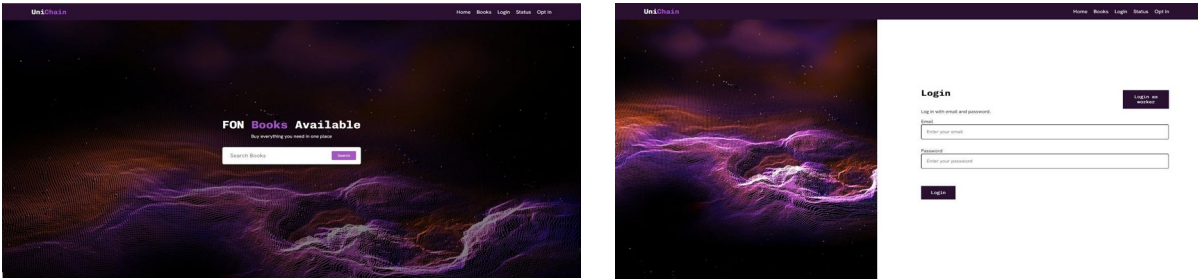 UniChain
Home Books Login Status Opt In
FON Books Available
Buy everything you need in one place
Search Books
Search
UniChain
Home Books Login Status Opt In
Login
Login as
worker
Log in with email and password.
Email
Enter your email
Password
Enter your password
Login